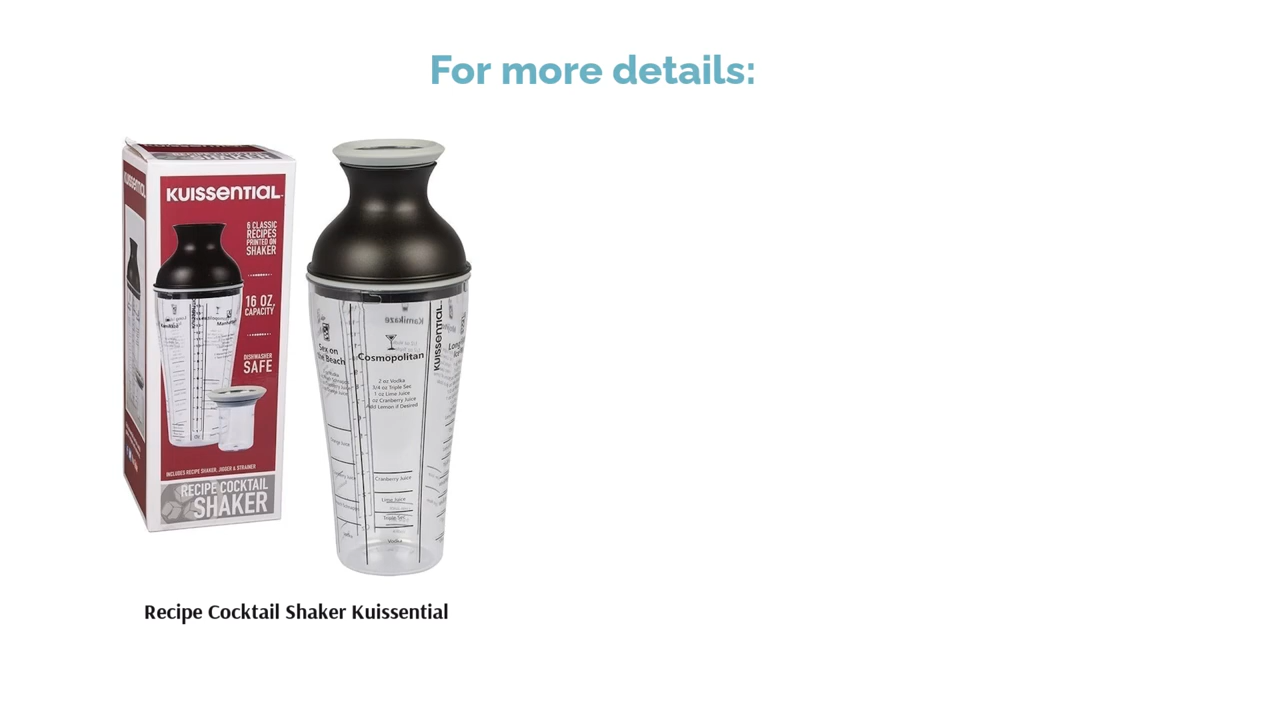 For more details:
KUISSENTIAL
6 CLASSIC
RECIPES
PRINTED ON
SHAKER
16 OZ.
CAPACITY
DISHWASHER
SAFE
INCLUDES RECIPE SHAKER, JIGGER & STRAINER
RECIPE COCKTAIL
SHAKER
Kamikaze
KUISSENTIAL
Sex on
the Beach
Cosmopolitan
2 oz Vodka
3/4 oz Triple Sec
1 oz Lime Juice
oz Cranberry Juice
Add Lemon if Desired
Orange Juice
Cranberry Juice
Lime Juice
Triple Sec
Vodka
Recipe Cocktail Shaker Kuissential